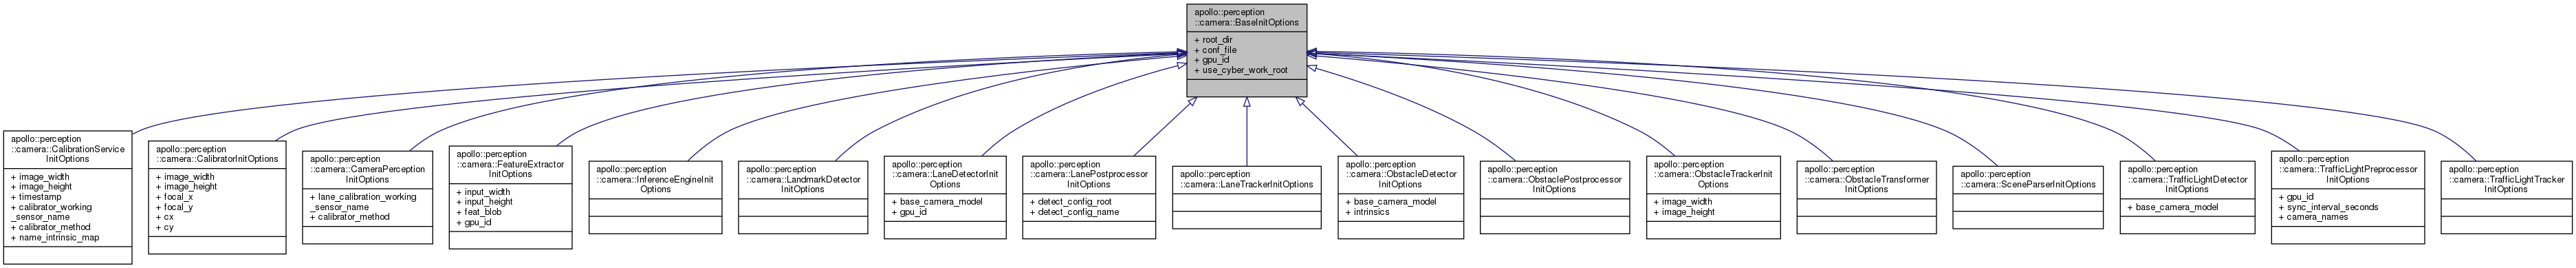 apollo::perception
::camera::BaseInitOptions
+ root_dir
+ conf_file
+ gpu_id
+ use_cyber_work_root
apollo::perception
::camera::CalibrationService
InitOptions
+ image_width
+ image_height
+ timestamp
+ calibrator_working
_sensor_name
+ calibrator_method
+ name_intrinsic_map
apollo::perception
::camera::CalibratorInitOptions
+ image_width
+ image_height
+ focal_x
+ focal_y
+ cx
+ cy
apollo::perception
::camera::CameraPerception
InitOptions
+ lane_calibration_working
_sensor_name
+ calibrator_method
apollo::perception
::camera::FeatureExtractor
InitOptions
+ input_width
+ input_height
+ feat_blob
+ gpu_id
apollo::perception
::camera::InferenceEngineInit
Options
apollo::perception
::camera::LandmarkDetector
InitOptions
apollo::perception
::camera::LaneDetectorInit
Options
+ base_camera_model
+ gpu_id
apollo::perception
::camera::LanePostprocessor
InitOptions
+ detect_config_root
+ detect_config_name
apollo::perception
::camera::LaneTrackerInitOptions
apollo::perception
::camera::ObstacleDetector
InitOptions
+ base_camera_model
+ intrinsics
apollo::perception
::camera::ObstaclePostprocessor
InitOptions
apollo::perception
::camera::ObstacleTrackerInit
Options
+ image_width
+ image_height
apollo::perception
::camera::ObstacleTransformer
InitOptions
apollo::perception
::camera::SceneParserInitOptions
apollo::perception
::camera::TrafficLightDetector
InitOptions
+ base_camera_model
apollo::perception
::camera::TrafficLightPreprocessor
InitOptions
+ gpu_id
+ sync_interval_seconds
+ camera_names
apollo::perception
::camera::TrafficLightTracker
InitOptions